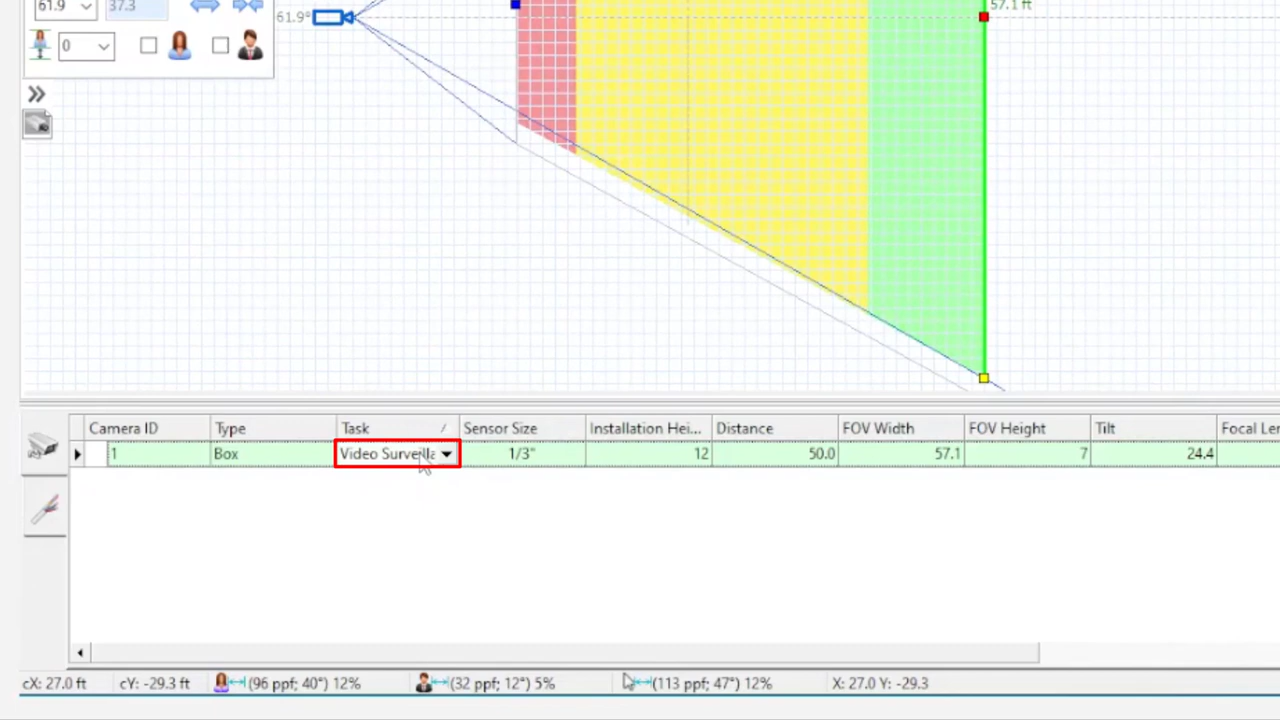 61.9 37.3
61.9°
57.1 ft
0
Camera ID Type Task Sensor Size Installation Hei... Distance FOV Width FOV Height Tilt Focal Ler
1 Box Video Surveilla 1/3" 12 50.0 57.1 7 24.4
cX: 27.0 ft cY: -29.3 ft (96 ppf; 40°) 12% (32 ppf; 12°) 5% (113 ppf; 47°) 12% X: 27.0 Y: -29.3